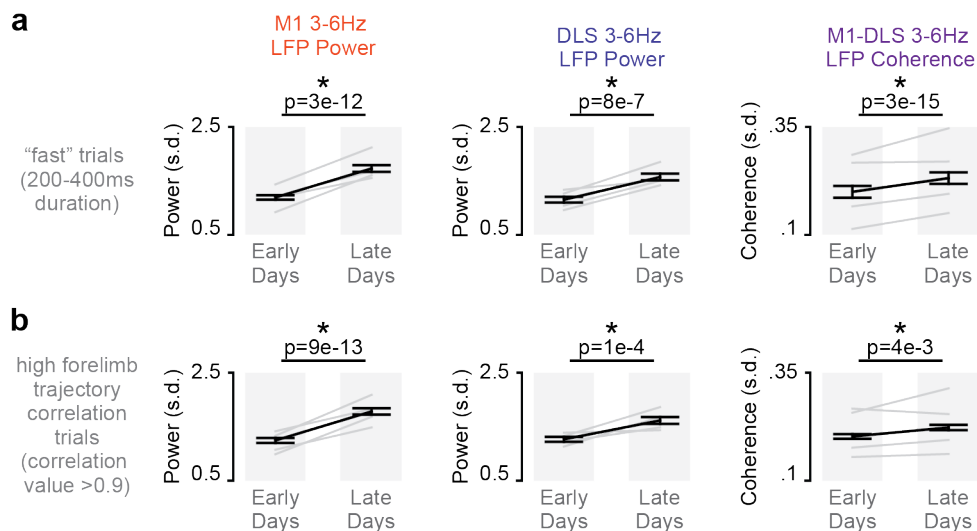 a
M1 3-6Hz
LFP Power
DLS 3-6Hz
LFP Power
M1-DLS 3-6Hz
LFP Coherence
“fast” trials
(200-400ms
duration)
*
p=3e-12
Power (s.d.)
2.5
0.5
Early
Days
Late
Days
*
p=8e-7
Power (s.d.)
2.5
0.5
Early
Days
Late
Days
*
p=3e-15
Coherence (s.d.)
.35
.1
Early
Days
Late
Days
b
high forelimb
trajectory
correlation
trials
(correlation
value >0.9)
*
p=9e-13
Power (s.d.)
2.5
0.5
Early
Days
Late
Days
*
p=1e-4
Power (s.d.)
2.5
0.5
Early
Days
Late
Days
*
p=4e-3
Coherence (s.d.)
.35
.1
Early
Days
Late
Days